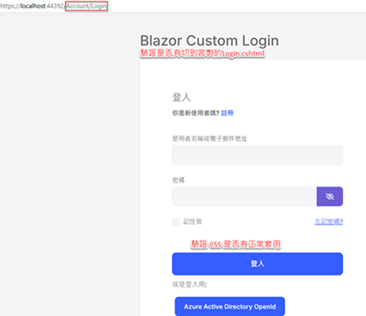 https://localhost:44392/Account/Login
Blazor Custom Login
驗證是否有切到客製的Login.cshtml
登入
你是新使用者嗎? 註冊
使用者名稱或電子郵件地址
密碼
記住我 忘記密碼?
驗證 css 是否有正常套用
登入
或是登入用:
Azure Active Directory OpenId